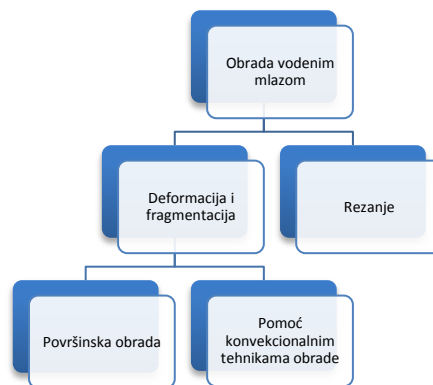 Obrada vodenim
mlazom
Deformacija i
fragmentacija
Rezanje
Površinska obrada
Pomoć
konvekcionalnim
tehnikama obrade